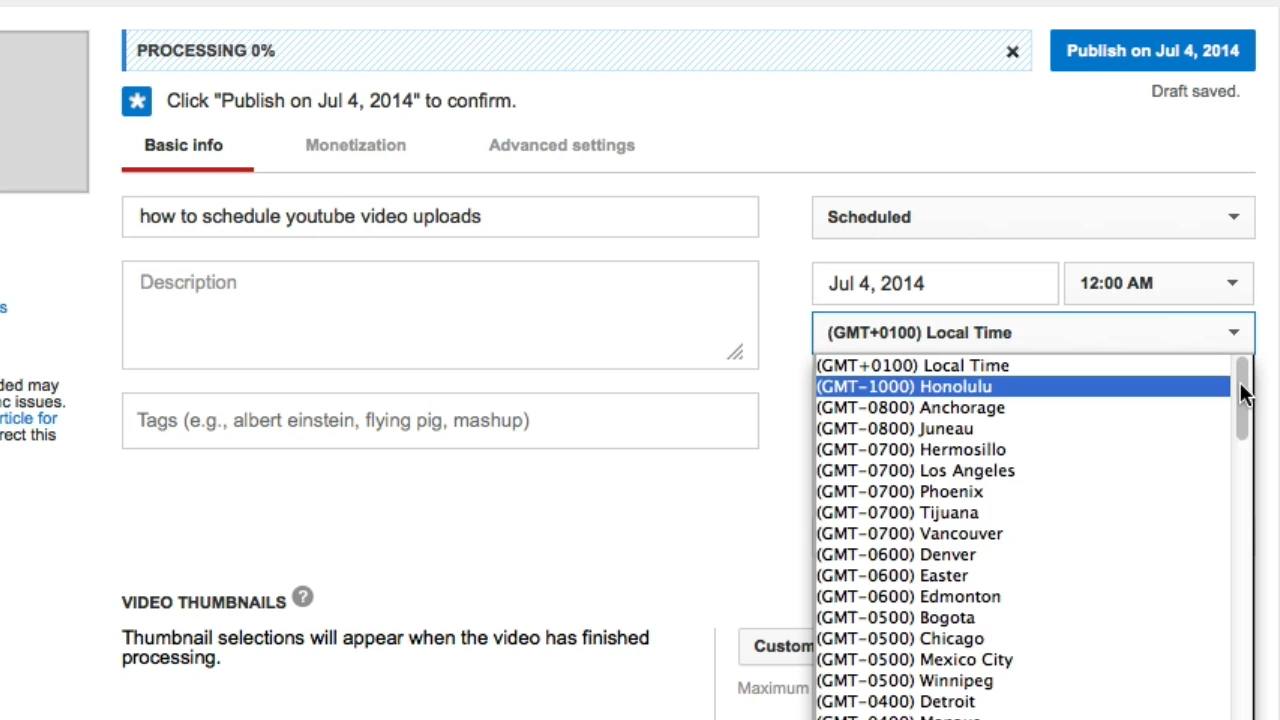 PROCESSING 0%
Publish on Jul 4, 2014
Click "Publish on Jul 4, 2014" to confirm.
Draft saved.
Basic info
Monetization
Advanced settings
how to schedule youtube video uploads
Scheduled
Description
Jul 4, 2014
12:00 AM
(GMT+0100) Local Time
(GMT+0100) Local Time
(GMT-1000) Honolulu
(GMT-0800) Anchorage
(GMT-0800) Juneau
(GMT-0700) Hermosillo
(GMT-0700) Los Angeles
(GMT-0700) Phoenix
(GMT-0700) Tijuana
(GMT-0700) Vancouver
(GMT-0600) Denver
(GMT-0600) Easter
(GMT-0600) Edmonton
(GMT-0500) Bogota
(GMT-0500) Chicago
(GMT-0500) Mexico City
(GMT-0500) Winnipeg
(GMT-0400) Detroit
Tags (e.g., albert einstein, flying pig, mashup)
s
ded may
c issues.
rticle for
rect this
VIDEO THUMBNAILS ?
Thumbnail selections will appear when the video has finished
processing.
Custom
Maximum